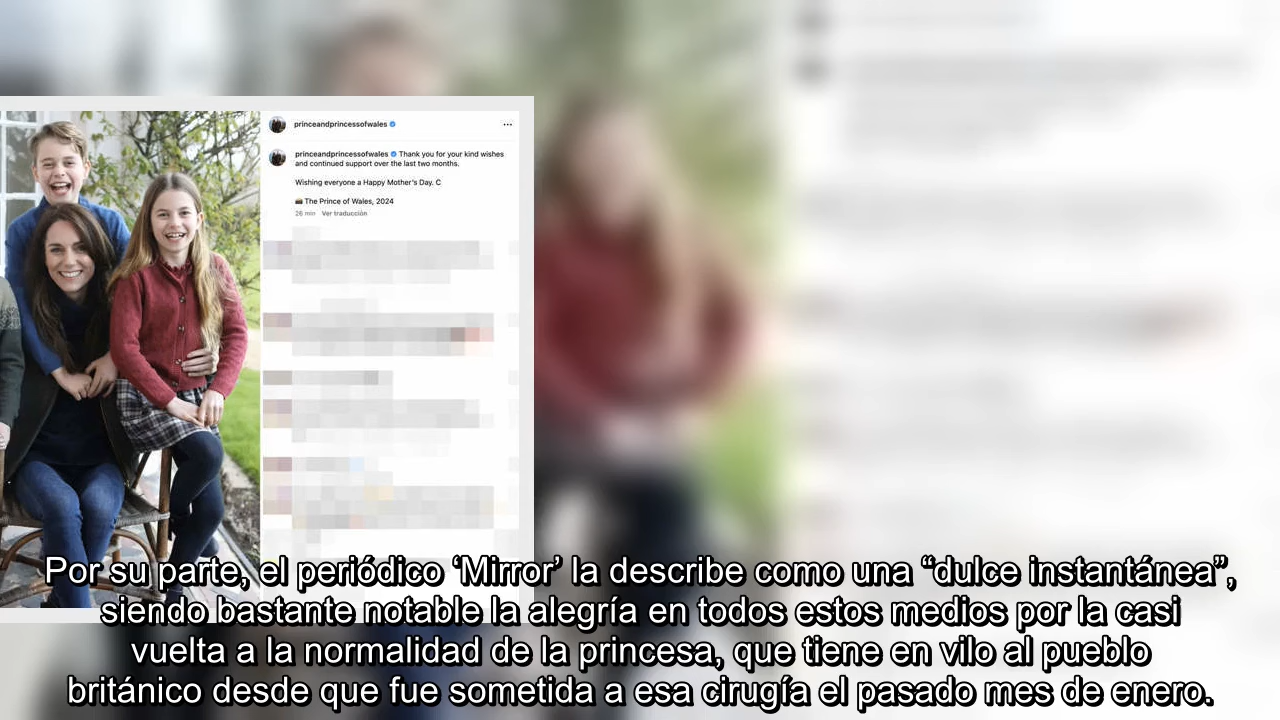 princeandprincessofwales
princeandprincessofwales Thank you for your kind wishes
and continued support over the last two months.
Wishing everyone a Happy Mother's Day. C
📸 The Prince of Wales, 2024
26 min Ver traducción
Por su parte, el periódico ‘Mirror’ la describe como una “dulce instantánea”,
siendo bastante notable la alegría en todos estos medios por la casi
vuelta a la normalidad de la princesa, que tiene en vilo al pueblo
británico desde que fue sometida a esa cirugía el pasado mes de enero.